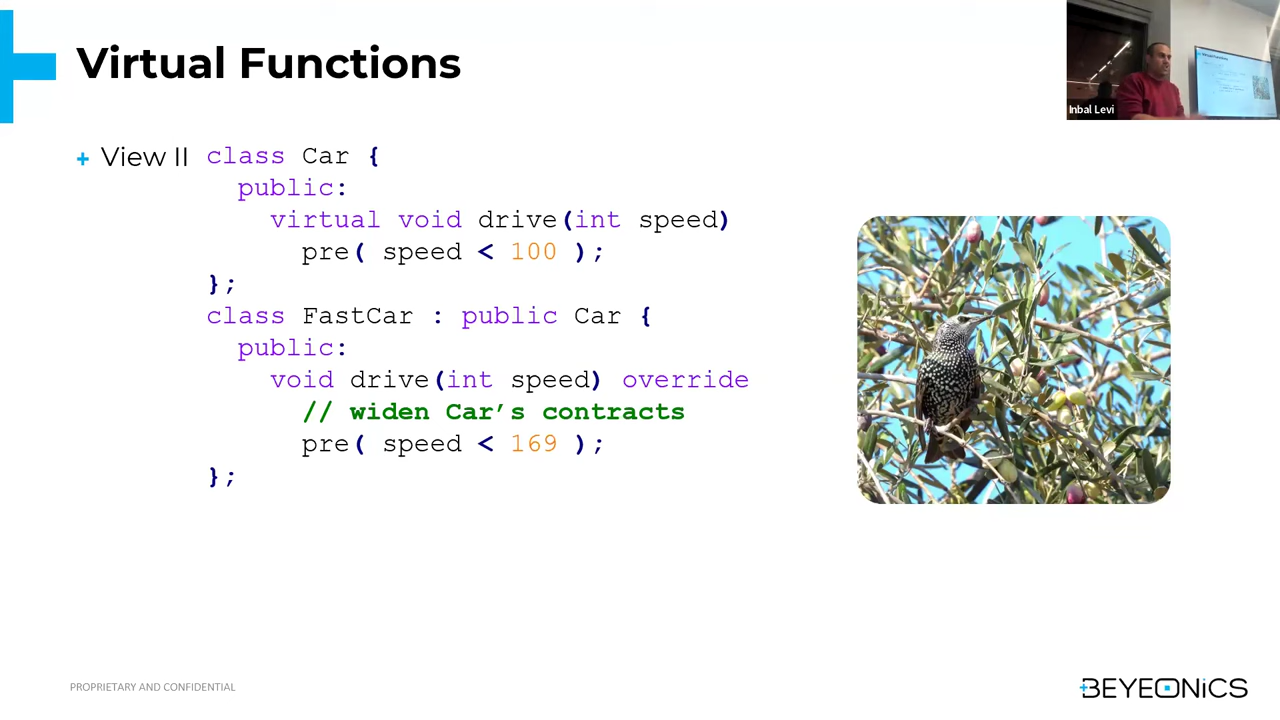 Virtual Functions
Inbal Levi
+ View II
class Car {
public:
virtual void drive(int speed)
pre( speed < 100 );
};
class FastCar : public Car {
public:
void drive(int speed) override
// widen Car’s contracts
pre( speed < 169 );
};
PROPRIETARY AND CONFIDENTIAL
BEYEONiCS